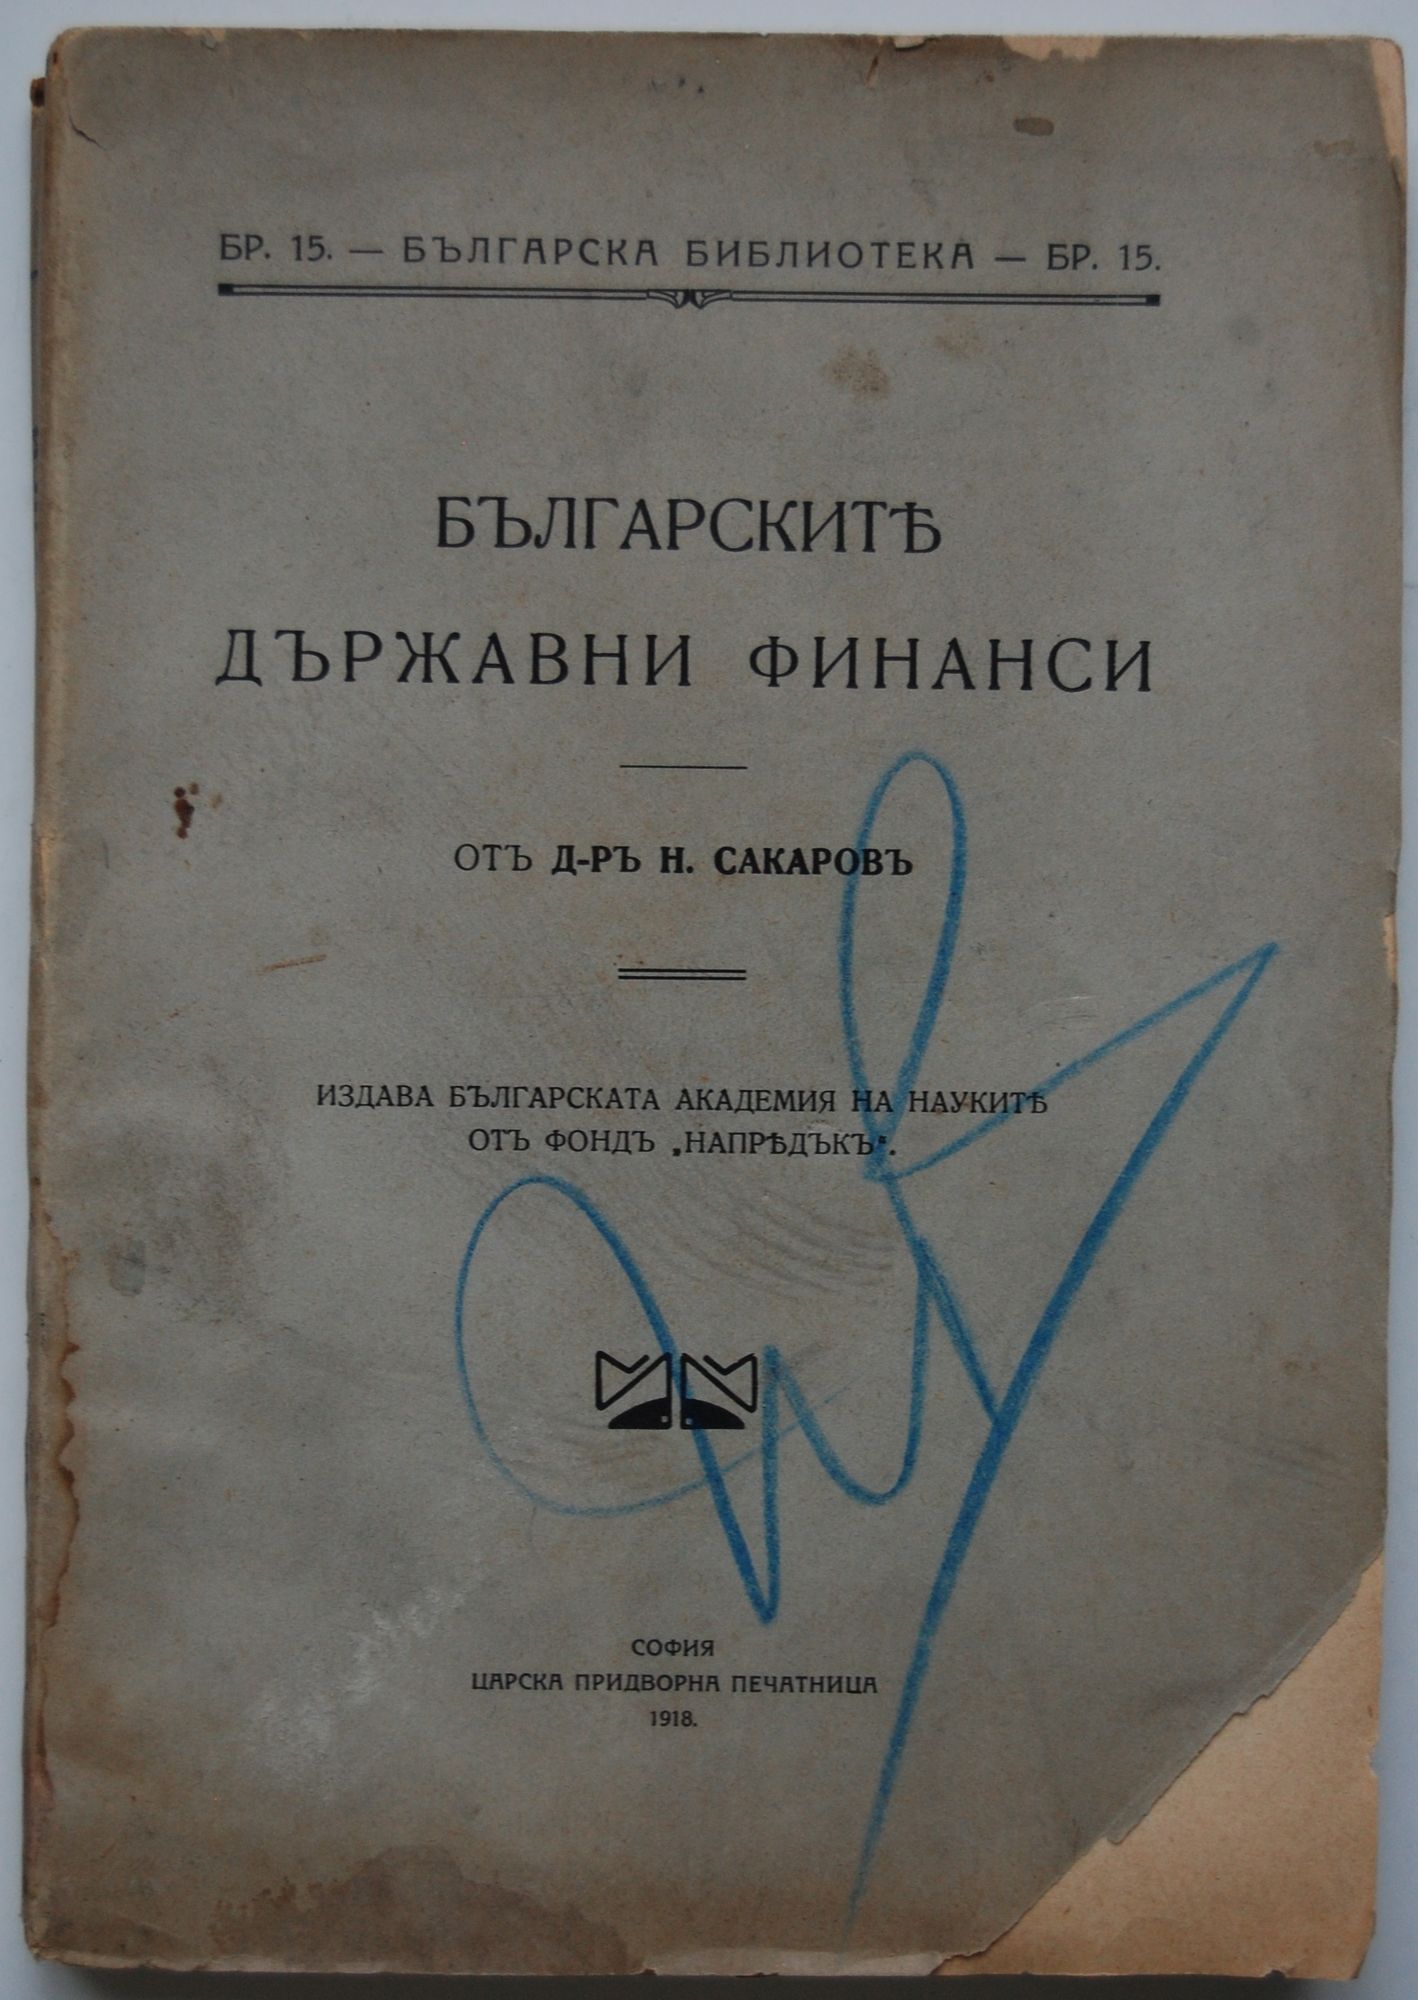 БР. 15. — БЪЛГАРСКА БИБЛИОТЕКА — БР. 15.
БЪЛГАРСКИТѢ
ДЪРЖАВНИ ФИНАНСИ
ОТЪ Д-РЪ Н. САКАРОВЪ
ИЗДАВА БЪЛГАРСКАТА АКАДЕМИЯ НА НАУКИТѢ
ОТЪ ФОНДЪ „НАПРѢДЪКЪ“.
СОФИЯ
ЦАРСКА ПРИДВОРНА ПЕЧАТНИЦА
1918.